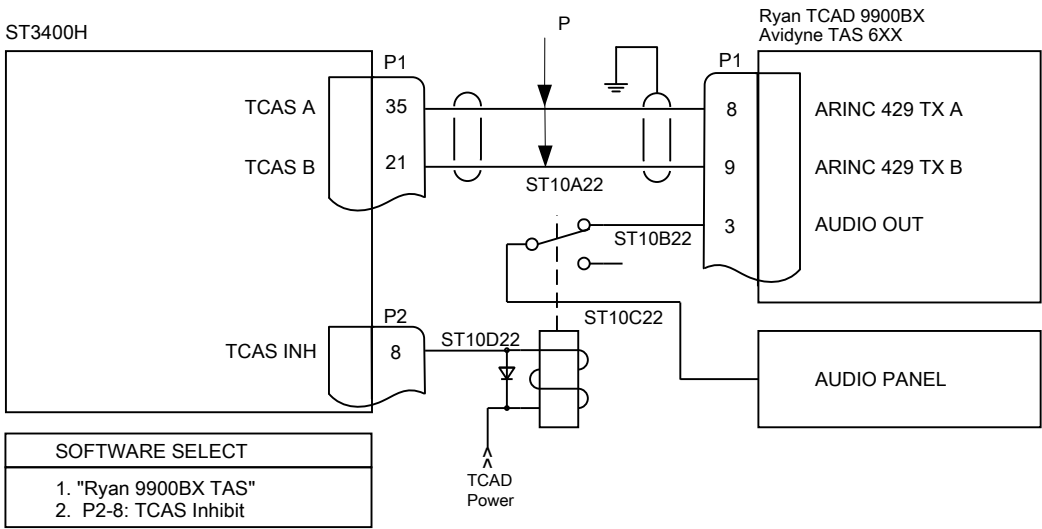 ST3400H
P
Ryan TCAD 9900BX
Avidyne TAS 6XX
P1
P1
TCAS A
35
8
ARINC 429 TX A
TCAS B
21
9
ARINC 429 TX B
ST10A22
3
AUDIO OUT
ST10B22
P2
ST10C22
TCAS INH
8
ST10D22
AUDIO PANEL
SOFTWARE SELECT
1. "Ryan 9900BX TAS"
2. P2-8: TCAS Inhibit
TCAD
Power